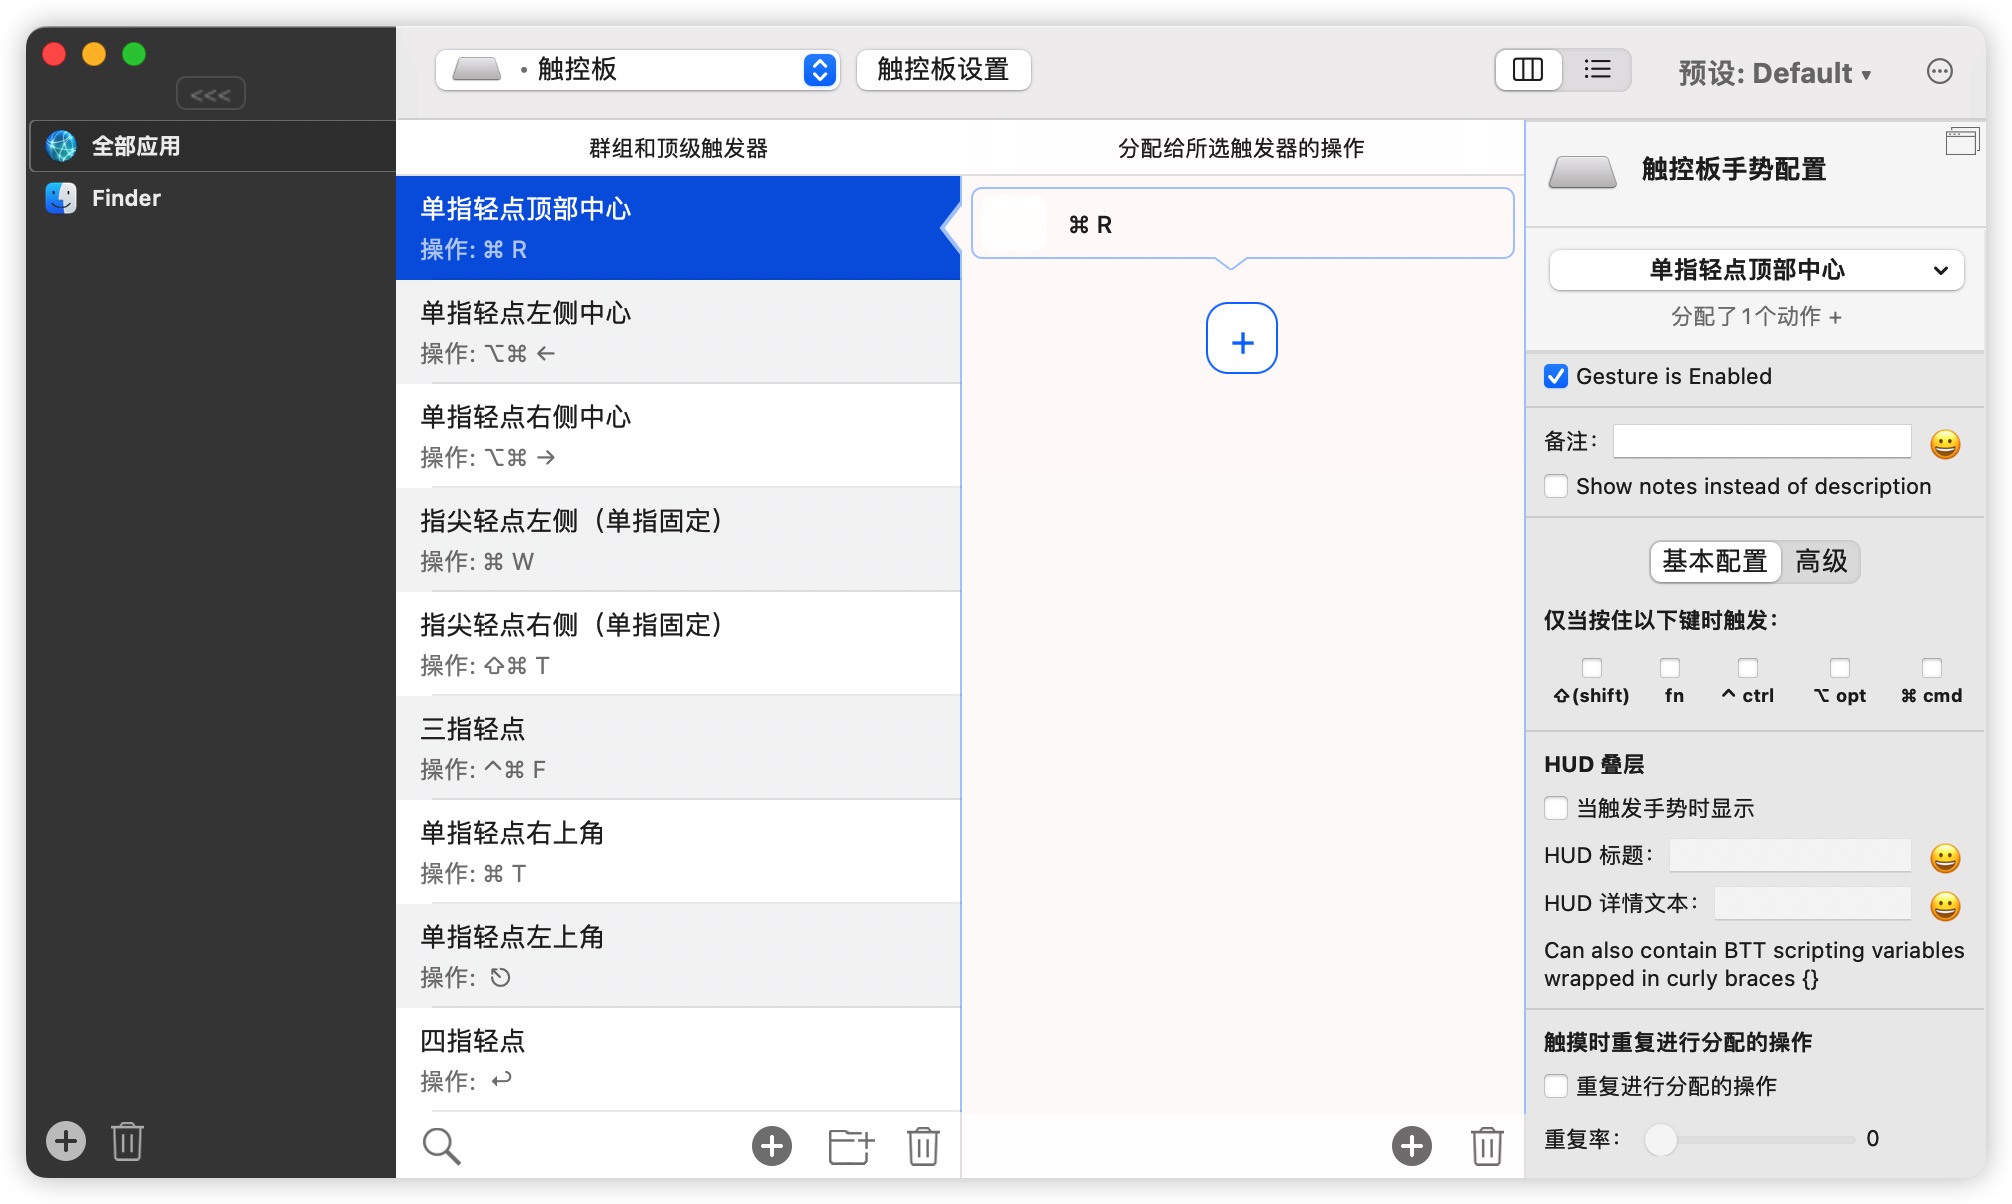 <<<
• 触控板
触控板设置
预设: Default ▾
全部应用
Finder
群组和顶级触发器
分配给所选触发器的操作
单指轻点顶部中心
操作: ⌘ R
单指轻点左侧中心
操作: ⌥⌘ ←
单指轻点右侧中心
操作: ⌥⌘ →
指尖轻点左侧（单指固定）
操作: ⌘ W
指尖轻点右侧（单指固定）
操作: ⇧⌘ T
三指轻点
操作: ^⌘ F
单指轻点右上角
操作: ⌘ T
单指轻点左上角
操作: ⎋
四指轻点
操作: ↩
⌘ R
+
触控板手势配置
单指轻点顶部中心
分配了1个动作 +
Gesture is Enabled
备注:
Show notes instead of description
基本配置
高级
仅当按住以下键时触发:
⇧(shift) fn ^ ctrl ⌥ opt ⌘ cmd
HUD 叠层
当触发手势时显示
HUD 标题:
HUD 详情文本:
Can also contain BTT scripting variables
wrapped in curly braces {}
触摸时重复进行分配的操作
重复进行分配的操作
重复率: 0